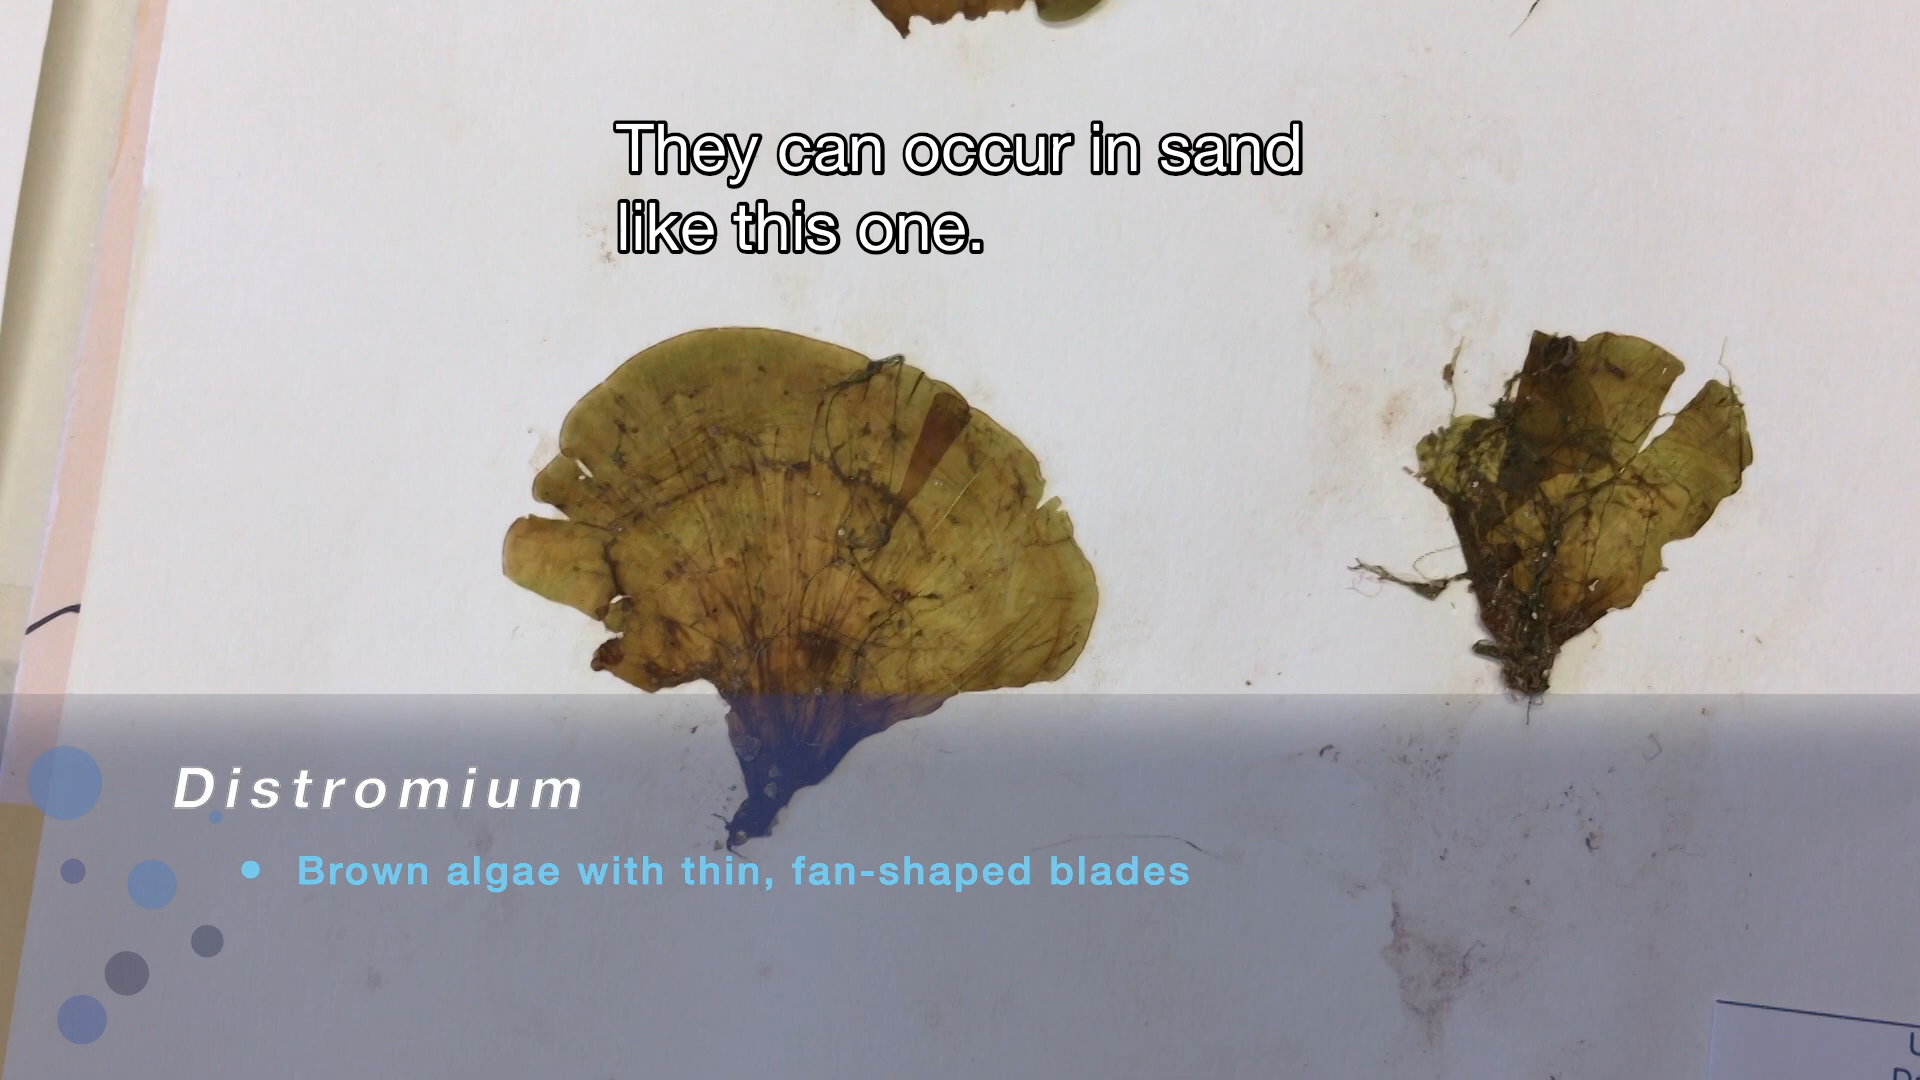 They can occur in sand
like this one.
Distromium
• Brown algae with thin, fan-shaped blades